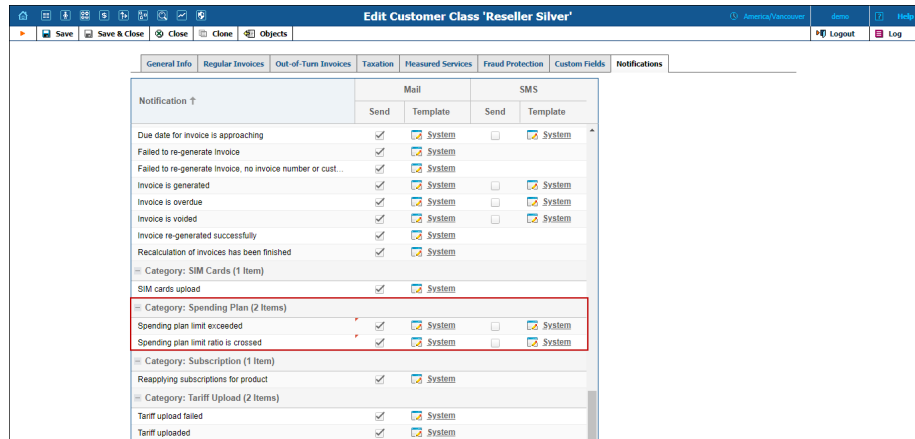 Edit Customer Class 'Reseller Silver'
America/Vancouver demo Help
Save Save & Close Close Clone Objects Logout Log
General Info Regular Invoices Out-of-Turn Invoices Taxation Measured Services Fraud Protection Custom Fields Notifications
Notification Mail SMS
Send Template Send Template
Due date for invoice is approaching System System
Failed to re-generate Invoice System
Failed to re-generate Invoice, no invoice number or cust... System
Invoice is generated System System
Invoice is overdue System System
Invoice is voided System System
Invoice re-generated successfully System
Recalculation of invoices has been finished System
Category: SIM Cards (1 Item)
SIM cards upload System
Category: Spending Plan (2 Items)
Spending plan limit exceeded System System
Spending plan limit ratio is crossed System System
Category: Subscription (1 Item)
Reapplying subscriptions for product System
Category: Tariff Upload (2 Items)
Tariff upload failed System
Tariff uploaded System